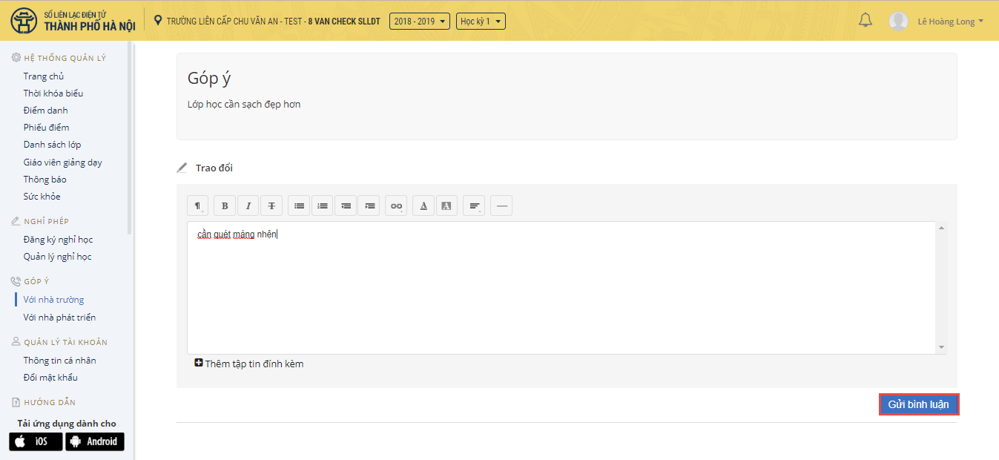 SỔ LIÊN LẠC ĐIỆN TỬ
THÀNH PHỐ HÀ NỘI
TRƯỜNG LIÊN CẤP CHU VĂN AN - TEST - 8 VAN CHECK SLLDT
2018 - 2019
Học kỳ 1
Lê Hoàng Long
HỆ THỐNG QUẢN LÝ
Trang chủ
Thời khóa biểu
Điểm danh
Phiếu điểm
Danh sách lớp
Giáo viên giảng dạy
Thông báo
Sức khỏe
NGHỈ PHÉP
Đăng ký nghỉ học
Quản lý nghỉ học
GÓP Ý
Với nhà trường
Với nhà phát triển
QUẢN LÝ TÀI KHOẢN
Thông tin cá nhân
Đổi mật khẩu
HƯỚNG DẪN
Tải ứng dụng dành cho
iOS
Android
Góp ý
Lớp học cần sạch đẹp hơn
Trao đổi
cần quét màng nhện
Thêm tập tin đính kèm
Gửi bình luận